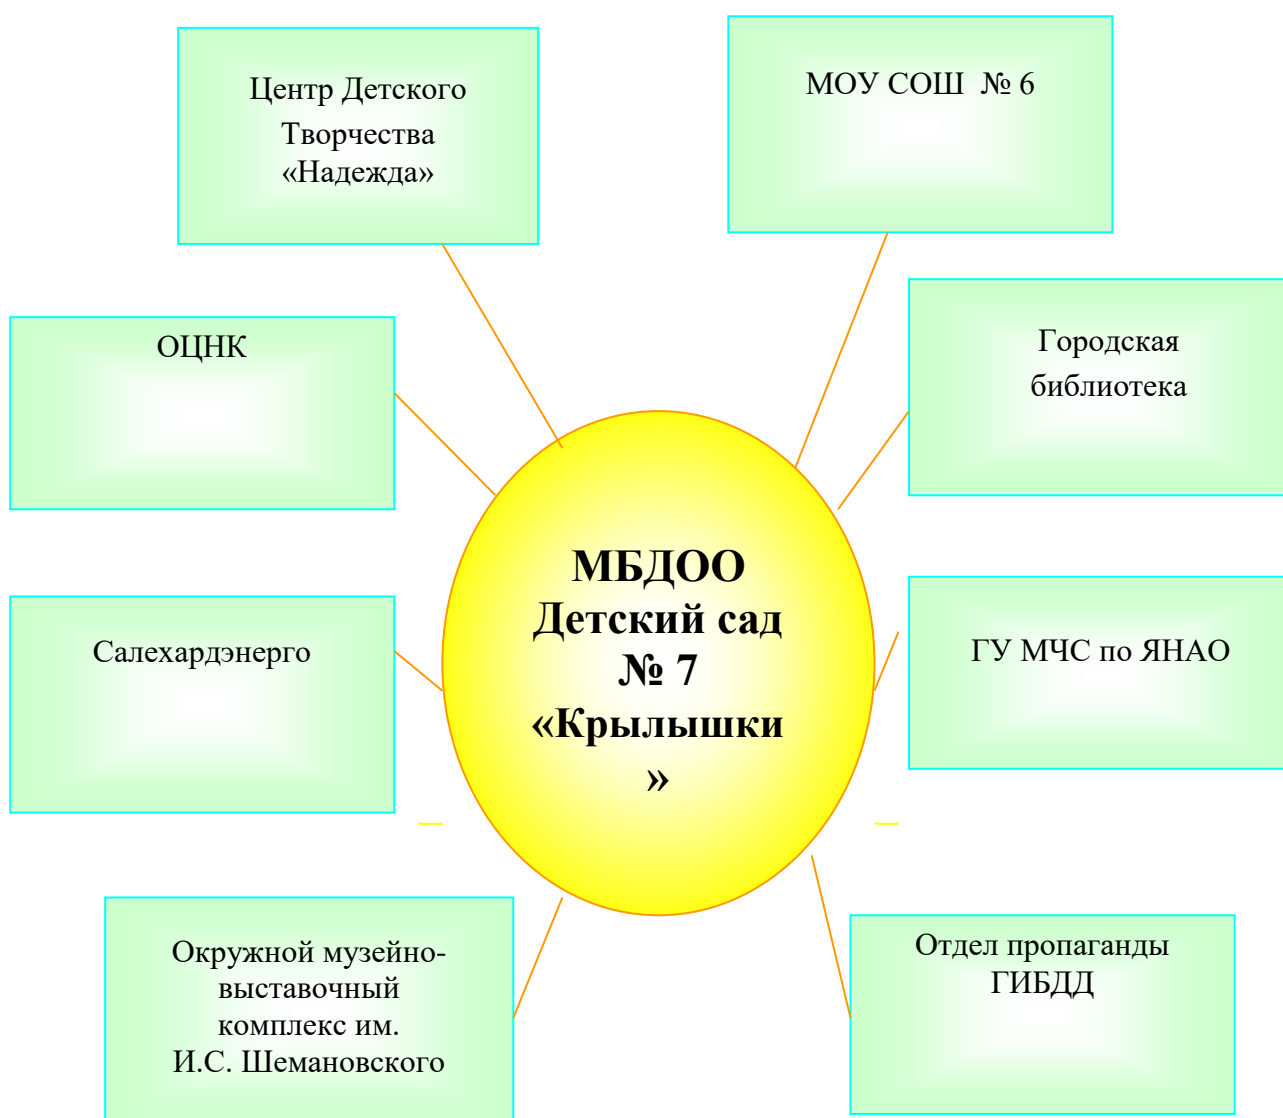 Центр Детского
Творчества
«Надежда»
МОУ СОШ  № 6
ОЦНК
Городская
библиотека
МБДОО
Детский сад
№ 7
«Крылышки
»
Салехардэнерго
ГУ МЧС по ЯНАО
Окружной музейно-
выставочный
комплекс им.
И.С. Шемановского
Отдел пропаганды
ГИБДД